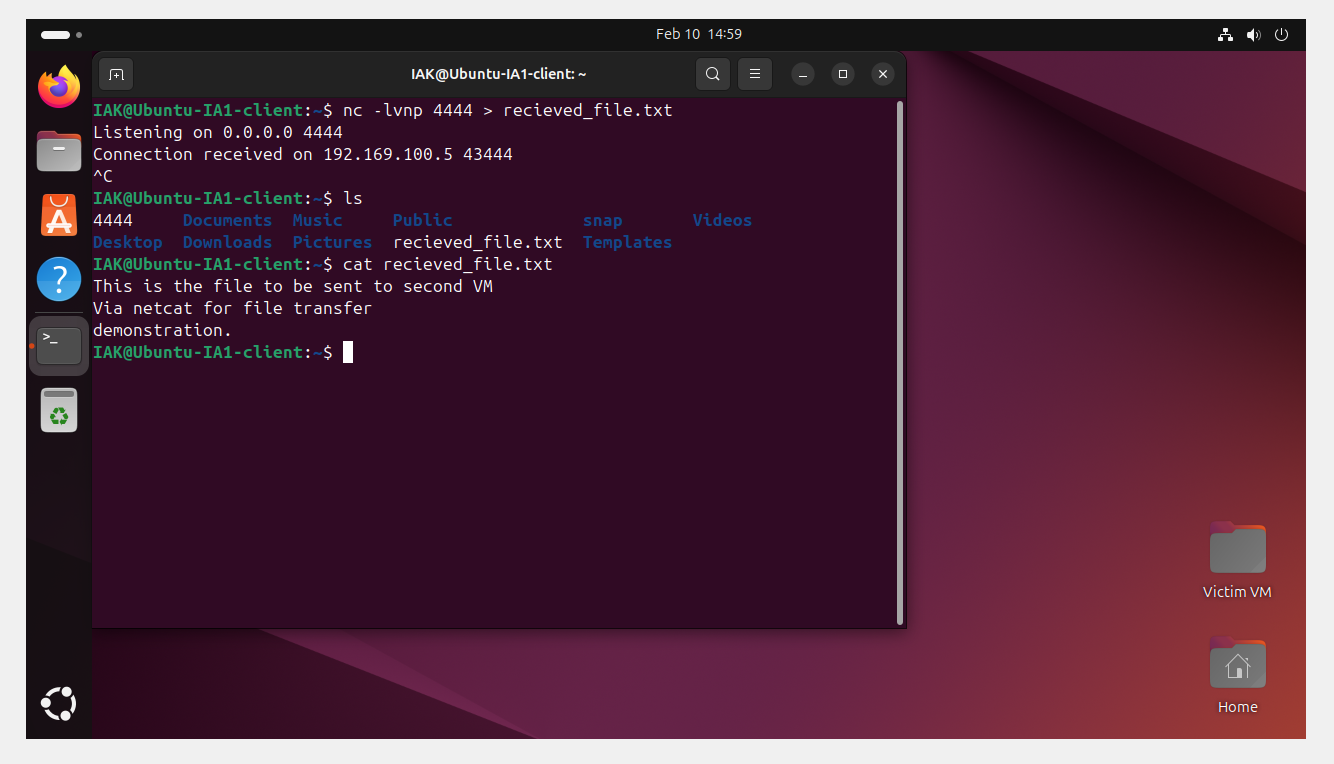 Feb 10 14:59
IAK@Ubuntu-IA1-client: ~
IAK@Ubuntu-IA1-client:~$ nc -lvnp 4444 > recieved_file.txt
Listening on 0.0.0.0 4444
Connection received on 192.169.100.5 43444
^C
IAK@Ubuntu-IA1-client:~$ ls
4444 Documents Music Public snap Videos
Desktop Downloads Pictures recieved_file.txt Templates
IAK@Ubuntu-IA1-client:~$ cat recieved_file.txt
This is the file to be sent to second VM
Via netcat for file transfer
demonstration.
IAK@Ubuntu-IA1-client:~$
Victim VM
Home